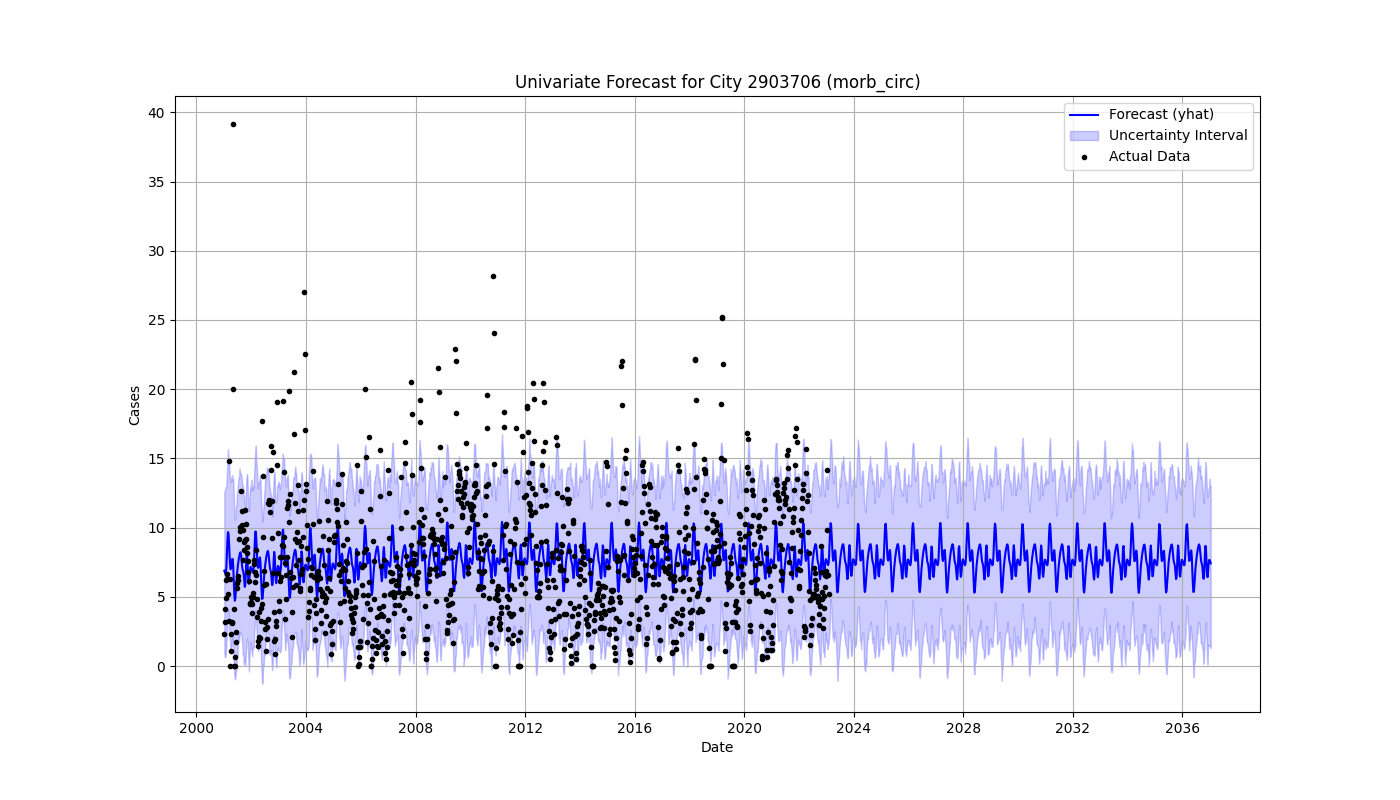 Univariate Forecast for City 2903706 (morb_circ)
Forecast (yhat)
Uncertainty Interval
Actual Data
Cases
40
35
30
25
20
15
10
5
0
2000 2004 2008 2012 2016 2020 2024 2028 2032 2036
Date